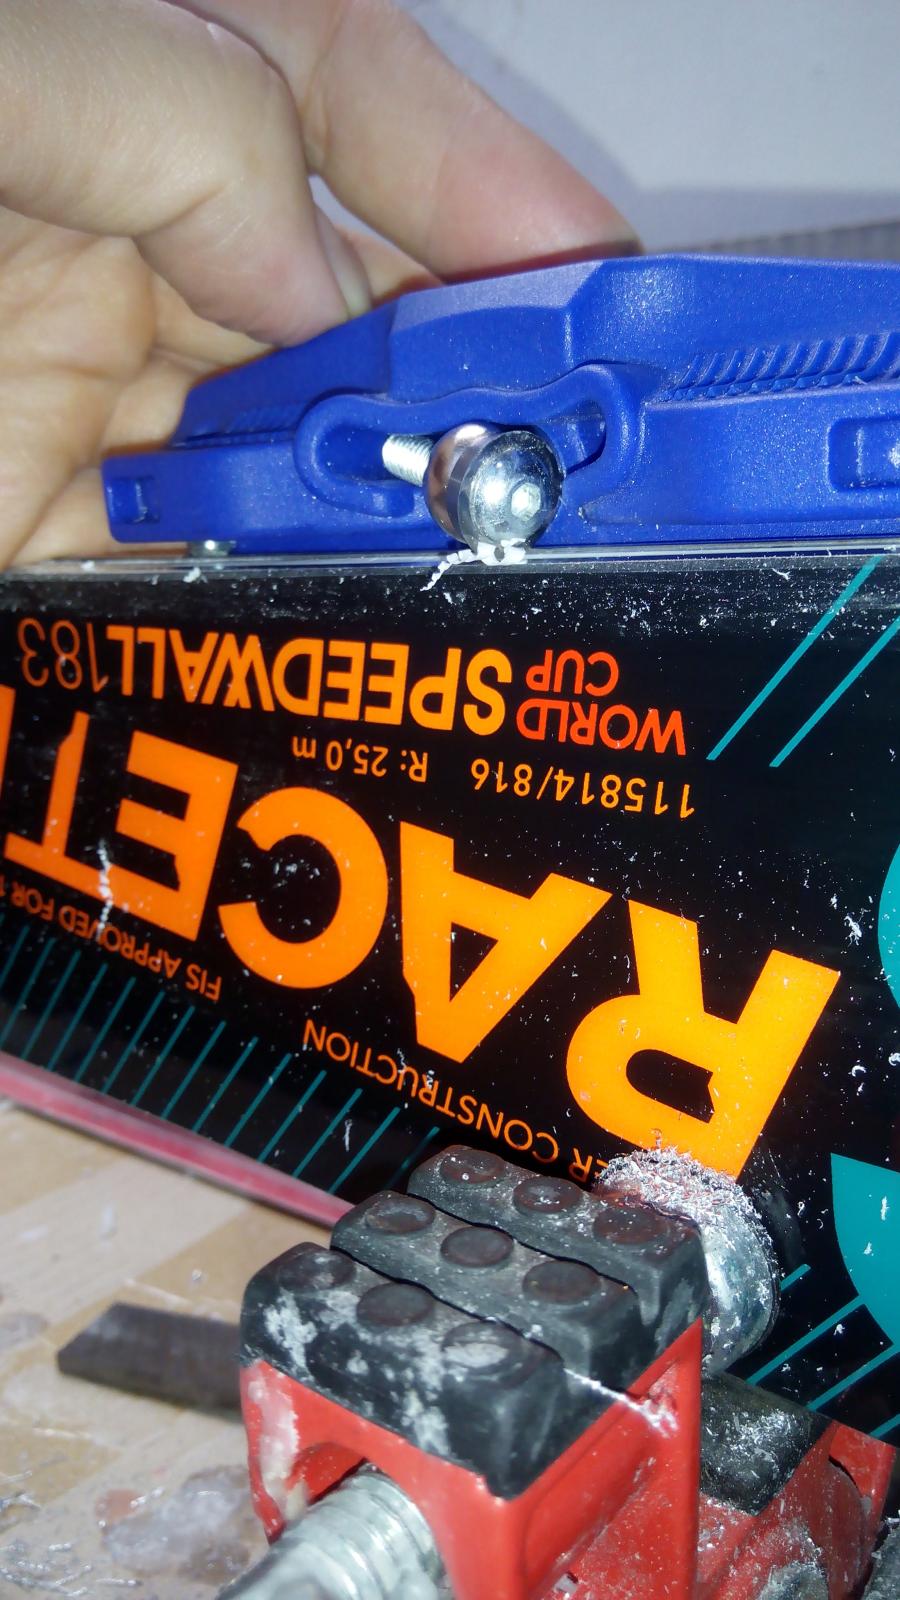 CONSTRUCTION
FIS APPROVED FOR
RACET
115814/816 R: 25,0 m
WORLD
CUP SPEEDWALL183